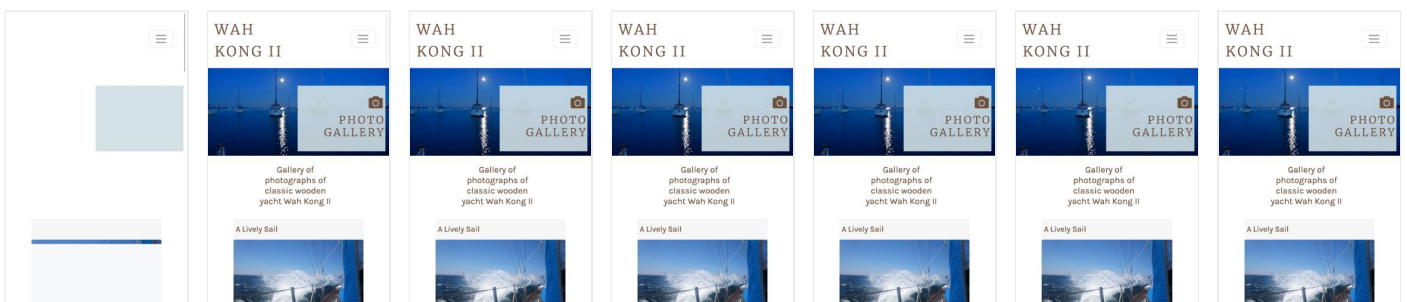 WAH
KONG II
PHOTO
GALLERY
Gallery of
photographs of
classic wooden
yacht Wah Kong II
A Lively Sail
WAH
KONG II
PHOTO
GALLERY
Gallery of
photographs of
classic wooden
yacht Wah Kong II
A Lively Sail
WAH
KONG II
PHOTO
GALLERY
Gallery of
photographs of
classic wooden
yacht Wah Kong II
A Lively Sail
WAH
KONG II
PHOTO
GALLERY
Gallery of
photographs of
classic wooden
yacht Wah Kong II
A Lively Sail
WAH
KONG II
PHOTO
GALLERY
Gallery of
photographs of
classic wooden
yacht Wah Kong II
A Lively Sail
WAH
KONG II
PHOTO
GALLERY
Gallery of
photographs of
classic wooden
yacht Wah Kong II
A Lively Sail